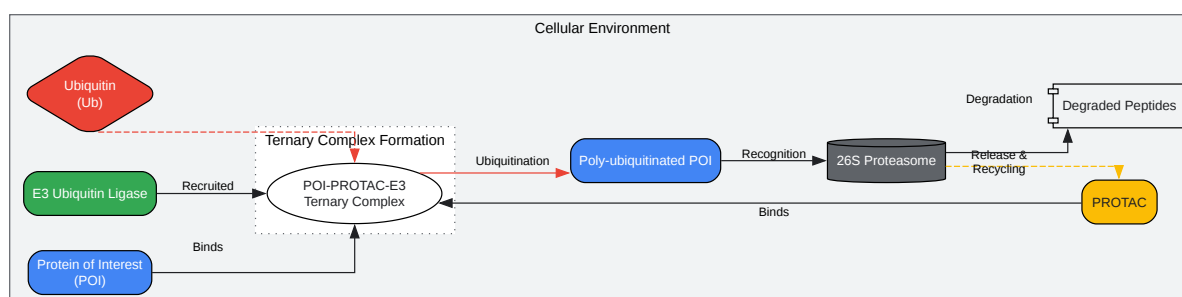 Cellular Environment
Ubiquitin
(Ub)
Degradation
Degraded Peptides
Ternary Complex Formation
Ubiquitination
Poly-ubiquitinated POI
Recognition
26S Proteasome
Release &
Recycling
E3 Ubiquitin Ligase
Recruited
POI-PROTAC-E3
Ternary Complex
PROTAC
Binds
Binds
Protein of Interest
(POI)